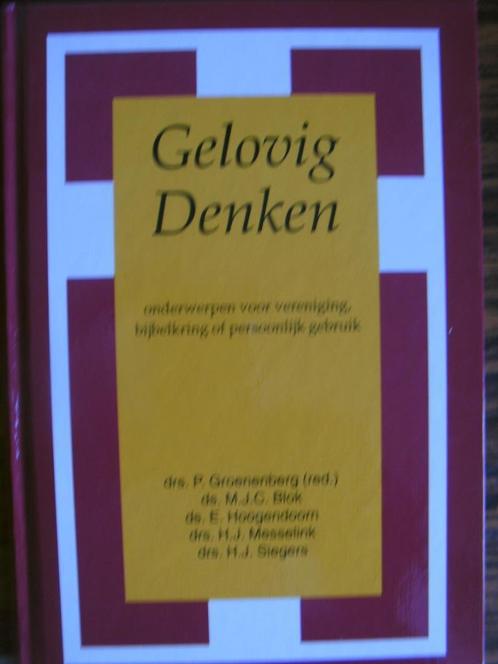 Gelovig
Denken
onderwerpen voor vereniging,
bijbelkring of persoonlijk gebruik
drs. P. Groenenberg (red.)
ds. M.J.C. Blok
ds. E. Hoogendoorn
drs. H.J. Messelink
drs. H.J. Siegers